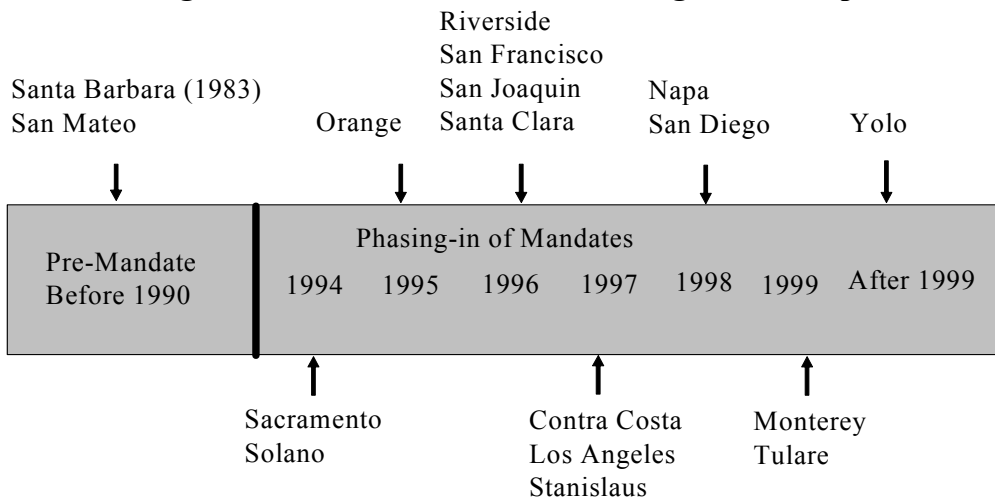 Riverside
San Francisco
San Joaquin
Santa Clara
Santa Barbara (1983)
San Mateo
Orange
Napa
San Diego
Yolo
Phasing-in of Mandates
Pre-Mandate
Before 1990
1994 1995 1996 1997 1998 1999 After 1999
Sacramento
Solano
Contra Costa
Los Angeles
Stanislaus
Monterey
Tulare